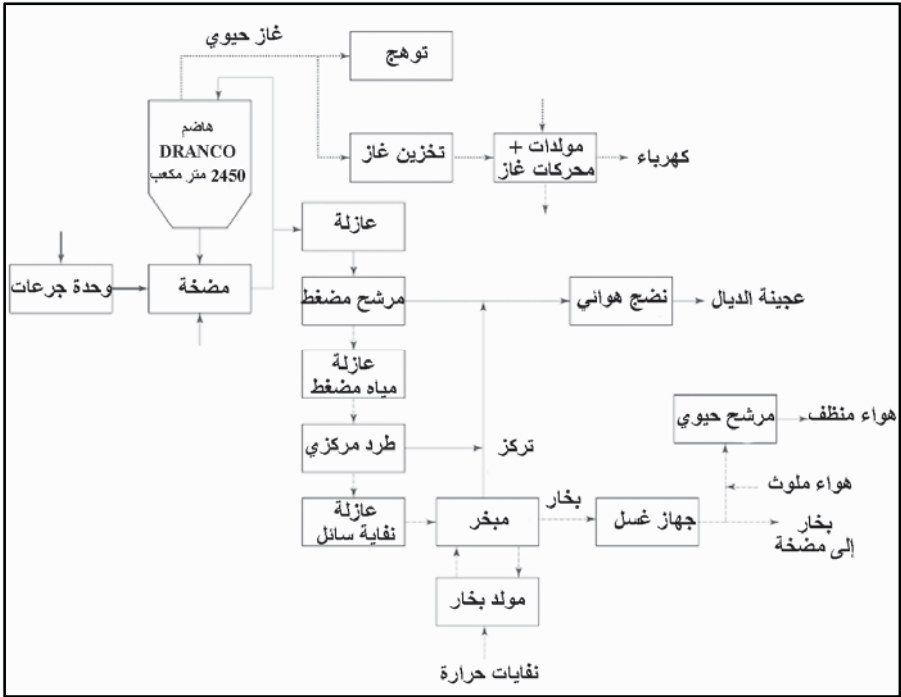 غاز حيوي
توهج
هاضم
DRANCO
2450 متر مكعب
تخزين غاز
مولدات +
محركات غاز
كهرباء
عازلة
وحدة جرعات
مضخة
مرشح مضغط
نضج هوائي
عجينة الديال
عازلة
مياه مضغط
مرشح حيوي
هواء منظف
طرد مركزي
تركز
هواء ملوث
عازلة
نفاية سائل
مبخر
بخار
جهاز غسل
بخار
إلى مضخة
مولد بخار
نفايات حرارة